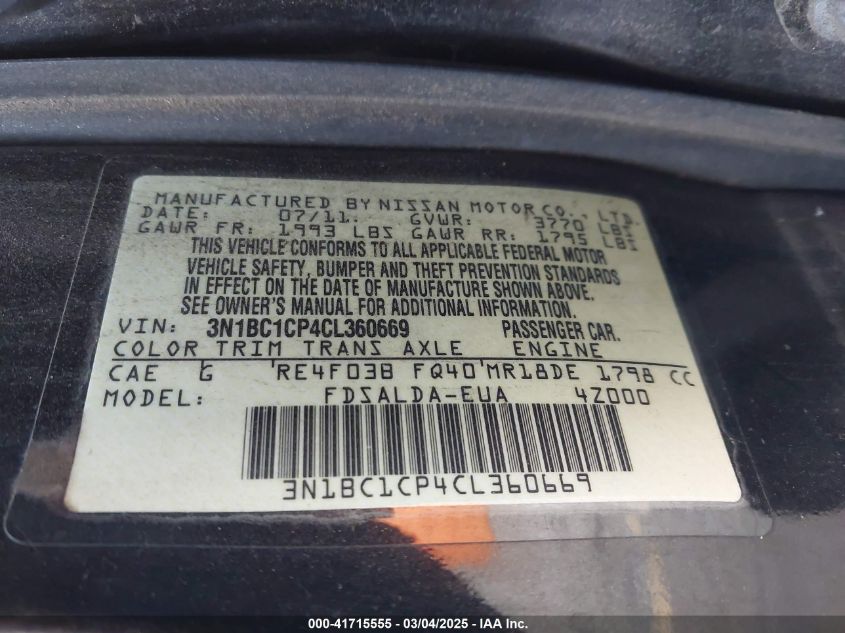 MANUFACTURED BY NISSAN MOTOR CO., LTD.
DATE: 07/11. GVWR: 3770 LBS
GAWR FR: 1993 LBS GAWR RR: 1795 LBS
THIS VEHICLE CONFORMS TO ALL APPLICABLE FEDERAL MOTOR
VEHICLE SAFETY, BUMPER AND THEFT PREVENTION STANDARDS
IN EFFECT ON THE DATE OF MANUFACTURE SHOWN ABOVE.
SEE OWNER'S MANUAL FOR ADDITIONAL INFORMATION.
VIN: 3N1BC1CP4CL360669 PASSENGER CAR.
COLOR TRIM TRANS AXLE ENGINE
CAE G RE4F03B FQ40 MR18DE 1798 CC
MODEL: FDSALDA-EUA 4Z000
3N1BC1CP4CL360669
000-41715555 - 03/04/2025 - IAA Inc.